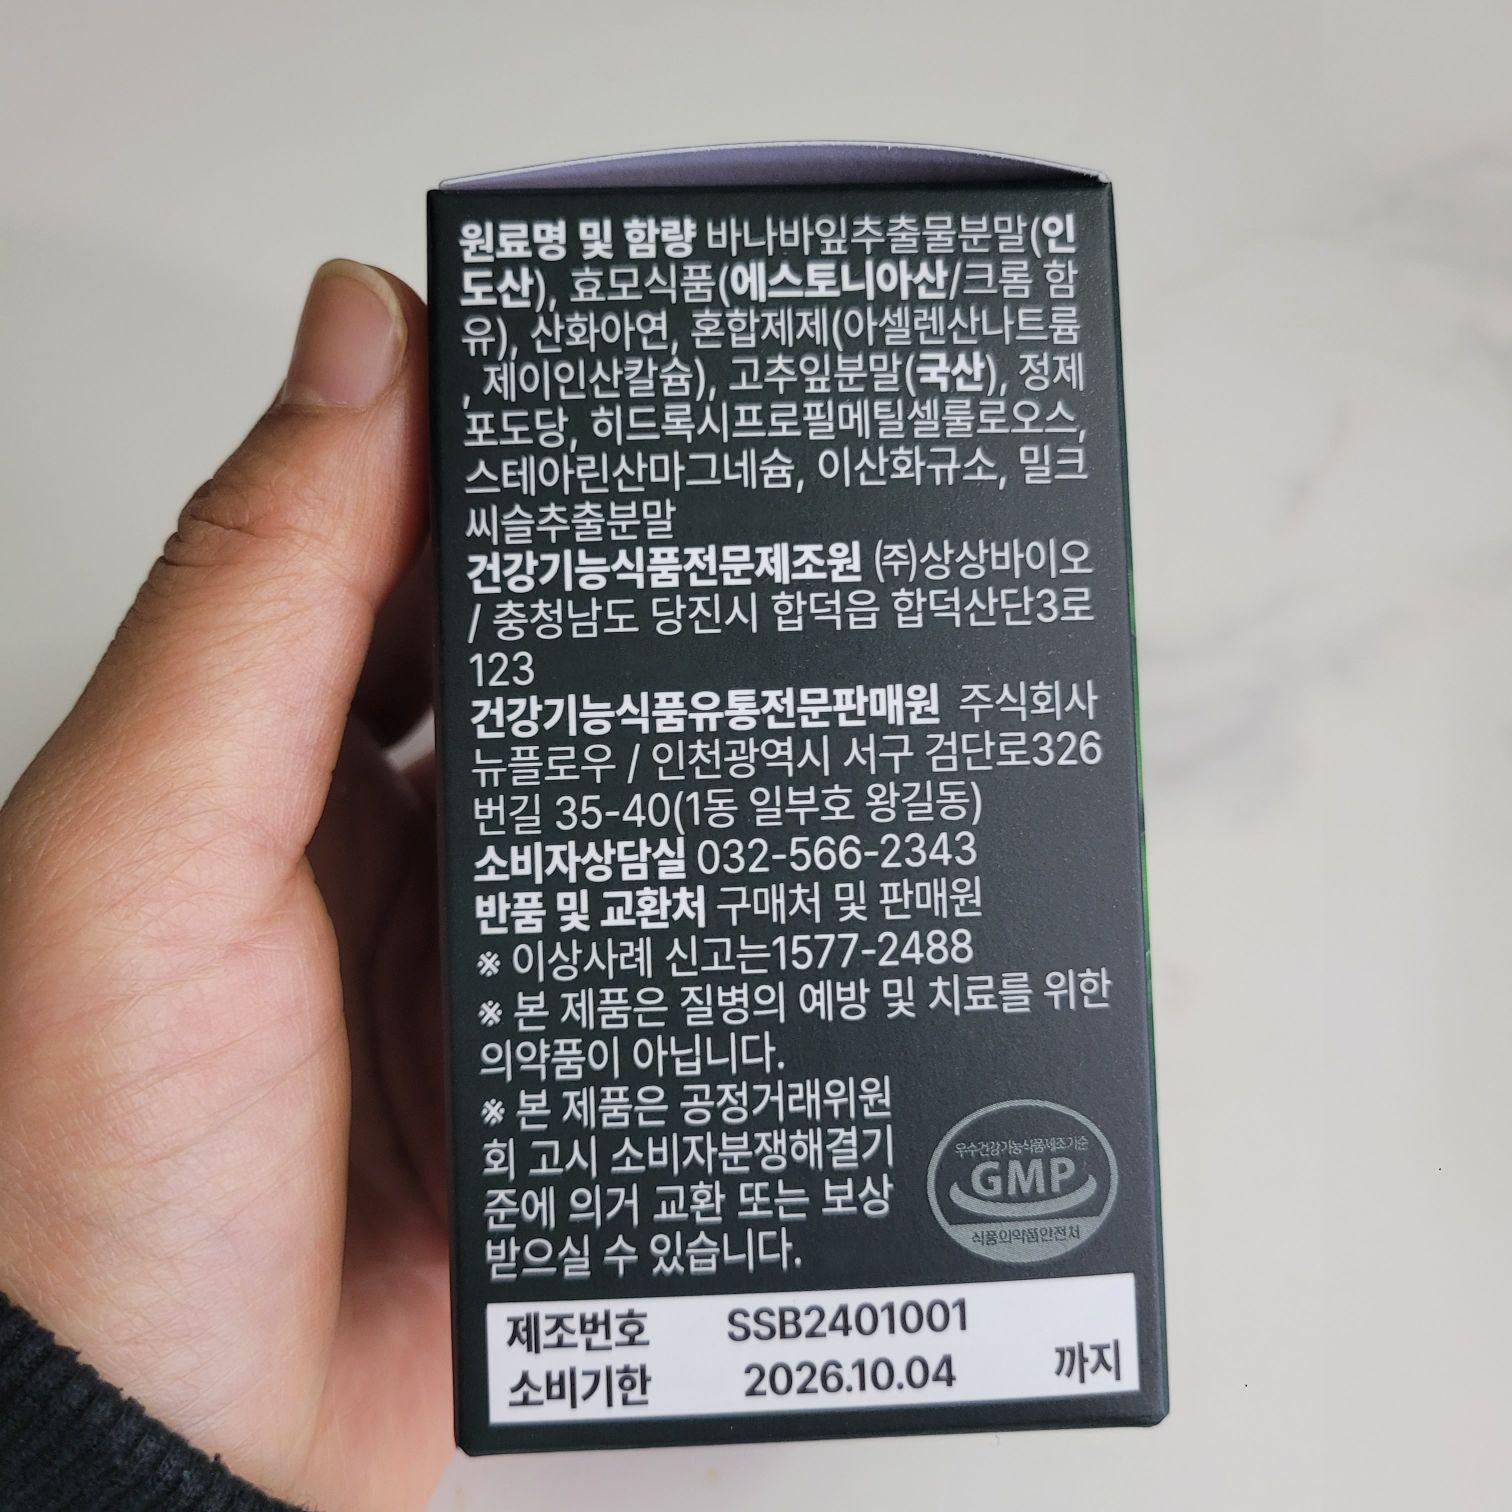 원료명 및 함량 바나바잎추출물분말(인
도산), 효모식품(에스토니아산/크롬 함
유), 산화아연, 혼합제제(아셀렌산나트륨
, 제이인산칼슘), 고추잎분말(국산), 정제
포도당, 히드록시프로필메틸셀룰로오스,
스테아린산마그네슘, 이산화규소, 밀크
씨슬추출분말
건강기능식품전문제조원 (주)상상바이오
/ 충청남도 당진시 합덕읍 합덕산단3로
123
건강기능식품유통전문판매원 주식회사
뉴플로우 / 인천광역시 서구 검단로326
번길 35-40(1동 일부호 왕길동)
소비자상담실 032-566-2343
반품 및 교환처 구매처 및 판매원
※ 이상사례 신고는1577-2488
※ 본 제품은 질병의 예방 및 치료를 위한
의약품이 아닙니다.
※ 본 제품은 공정거래위원
회 고시 소비자분쟁해결기
준에 의거 교환 또는 보상
받으실 수 있습니다.
우수건강기능식품제조기준
GMP
식품의약품안전처
제조번호 SSB2401001
소비기한 2026.10.04 까지